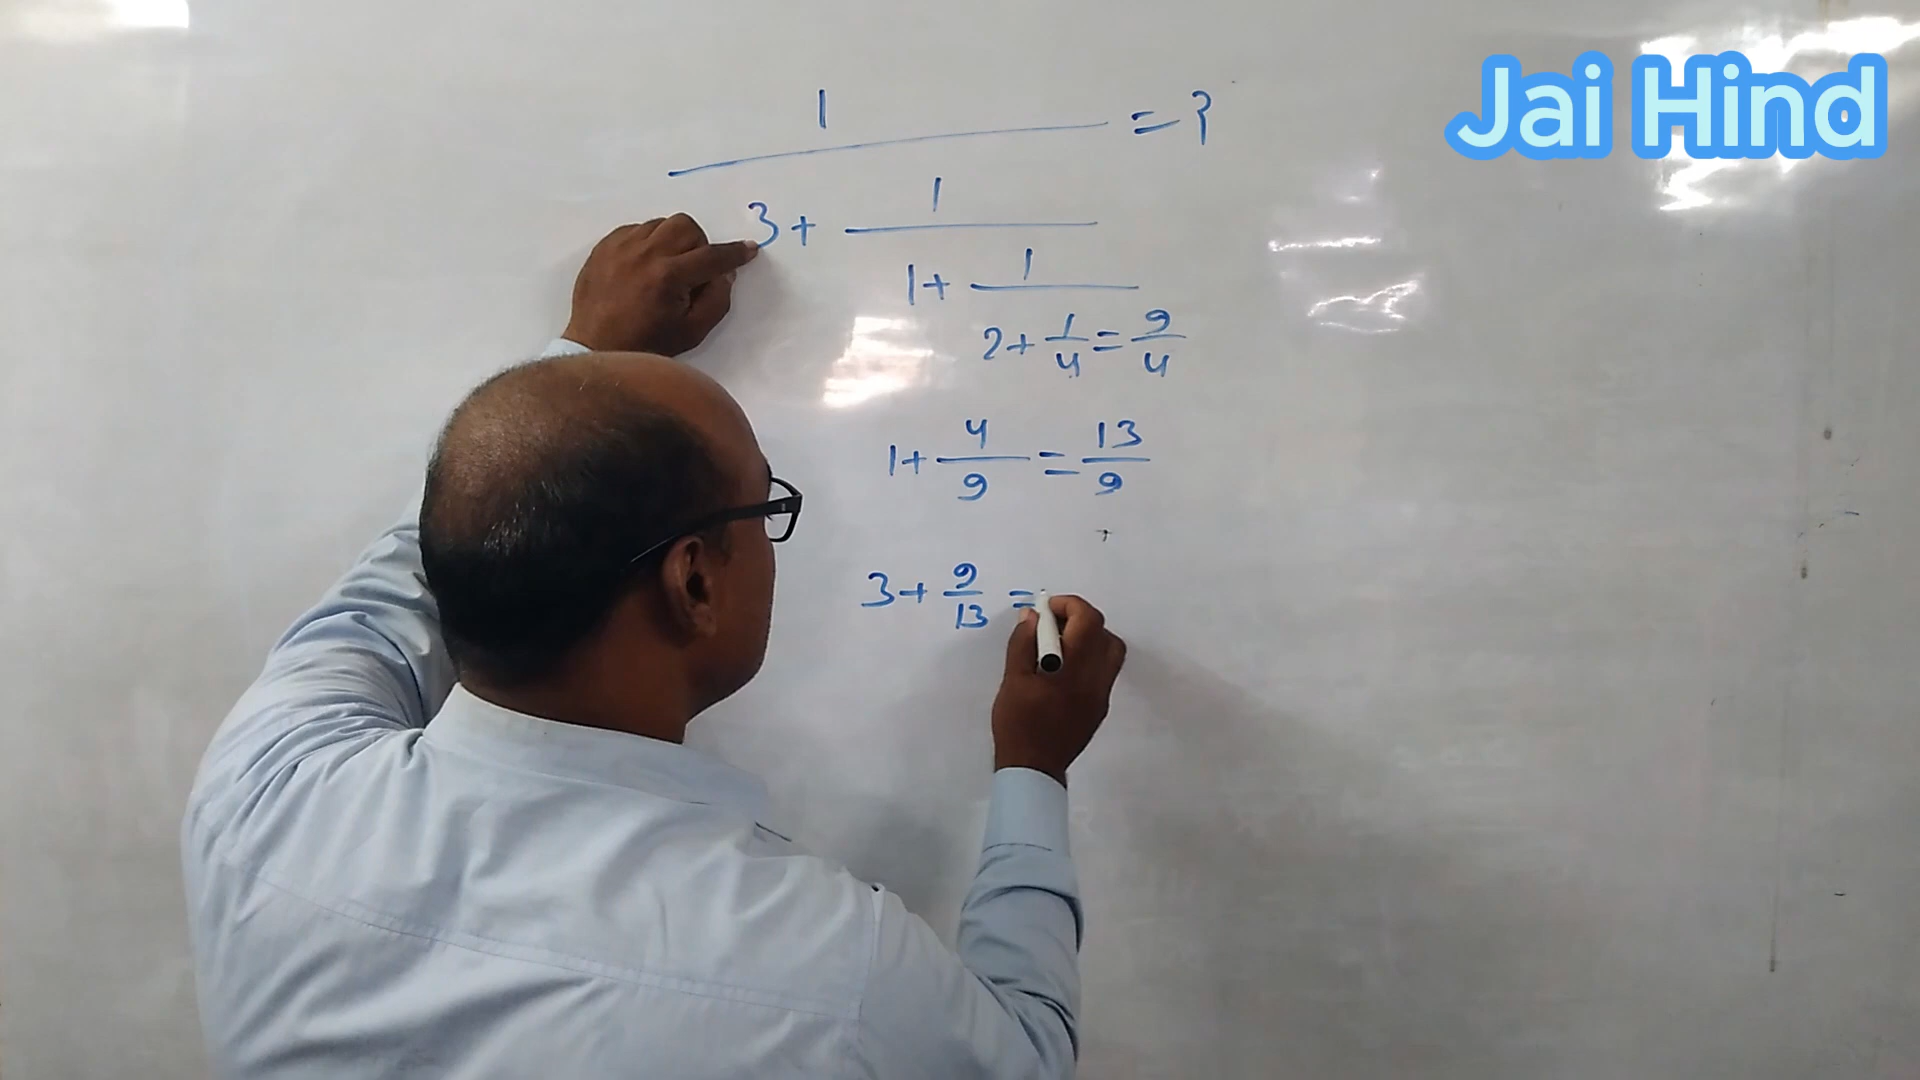 Jai Hind
1 = ?
3 + 1
1 + 1
2 + 1/4 = 9/4
1 + 4/9 = 13/9
3 + 9/13 =